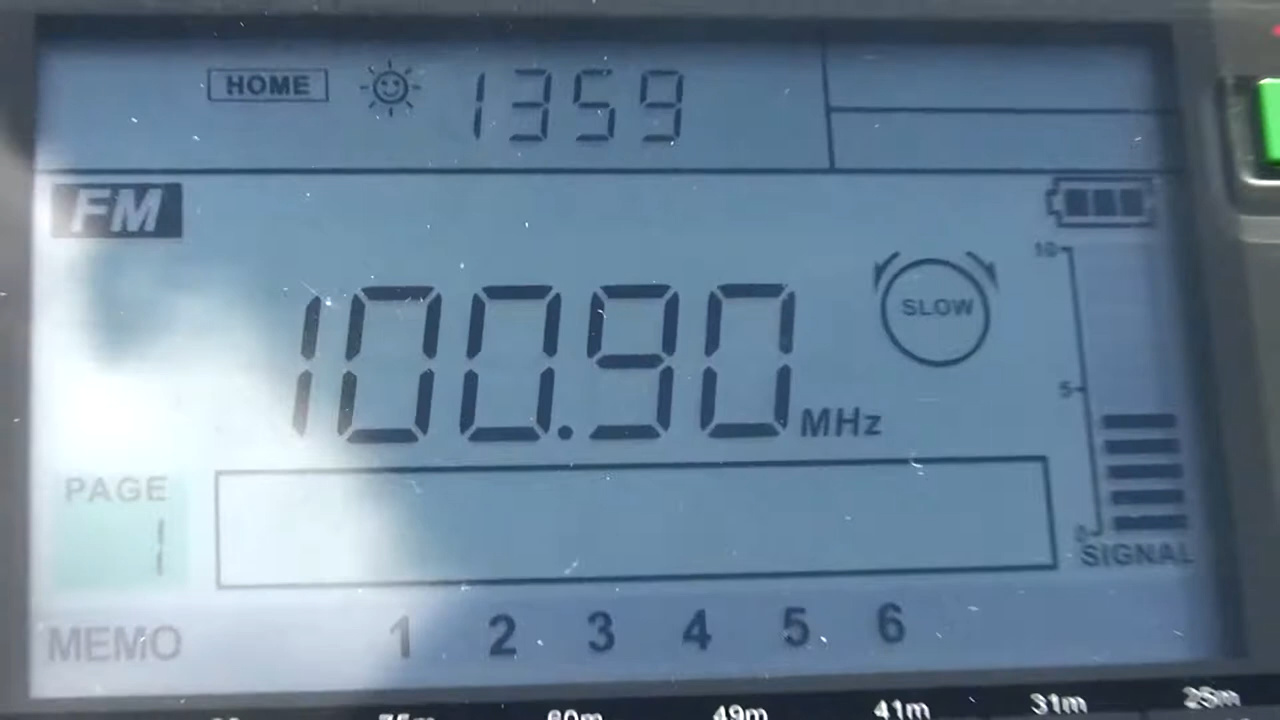 HOME 1359
FM
10
100.90 MHz
SLOW
5
PAGE
1
0
SIGNAL
MEMO 1 2 3 4 5 6
75m 60m 49m 41m 31m 25m